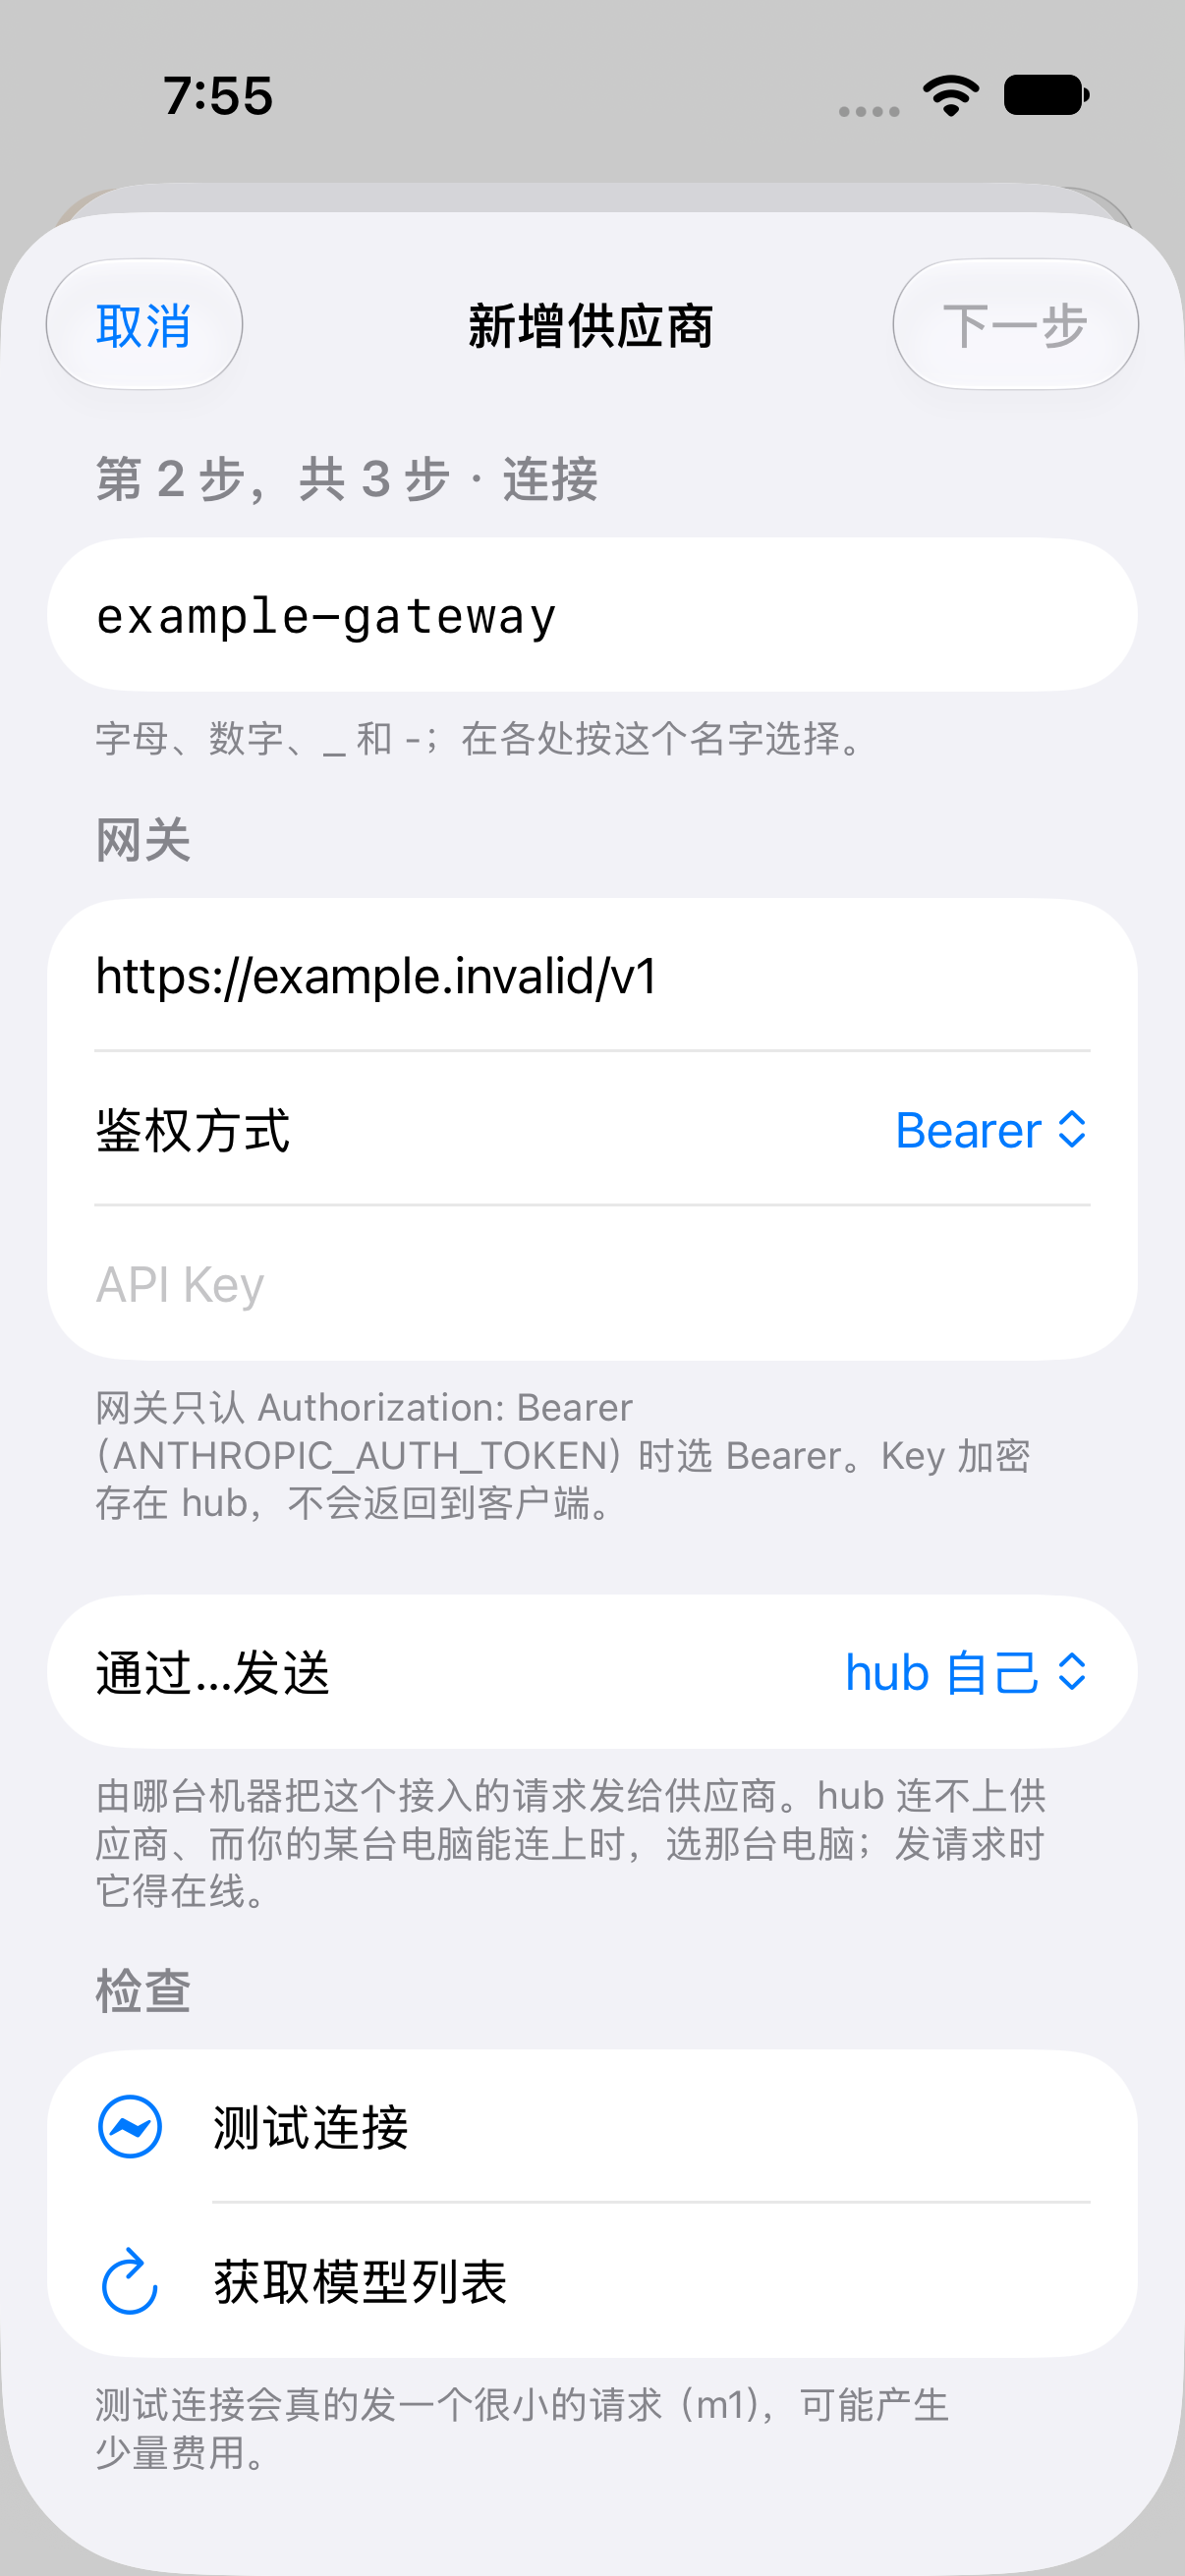 7:55
取消
新增供应商
下一步
第 2 步，共 3 步 · 连接
example-gateway
字母、数字、_ 和 -；在各处按这个名字选择。
网关
https://example.invalid/v1
鉴权方式
Bearer
API Key
网关只认 Authorization: Bearer
（ANTHROPIC_AUTH_TOKEN）时选 Bearer。Key 加密
存在 hub，不会返回到客户端。
通过...发送
hub 自己
由哪台机器把这个接入的请求发给供应商。hub 连不上供
应商、而你的某台电脑能连上时，选那台电脑；发请求时
它得在线。
检查
测试连接
获取模型列表
测试连接会真的发一个很小的请求（m1），可能产生
少量费用。